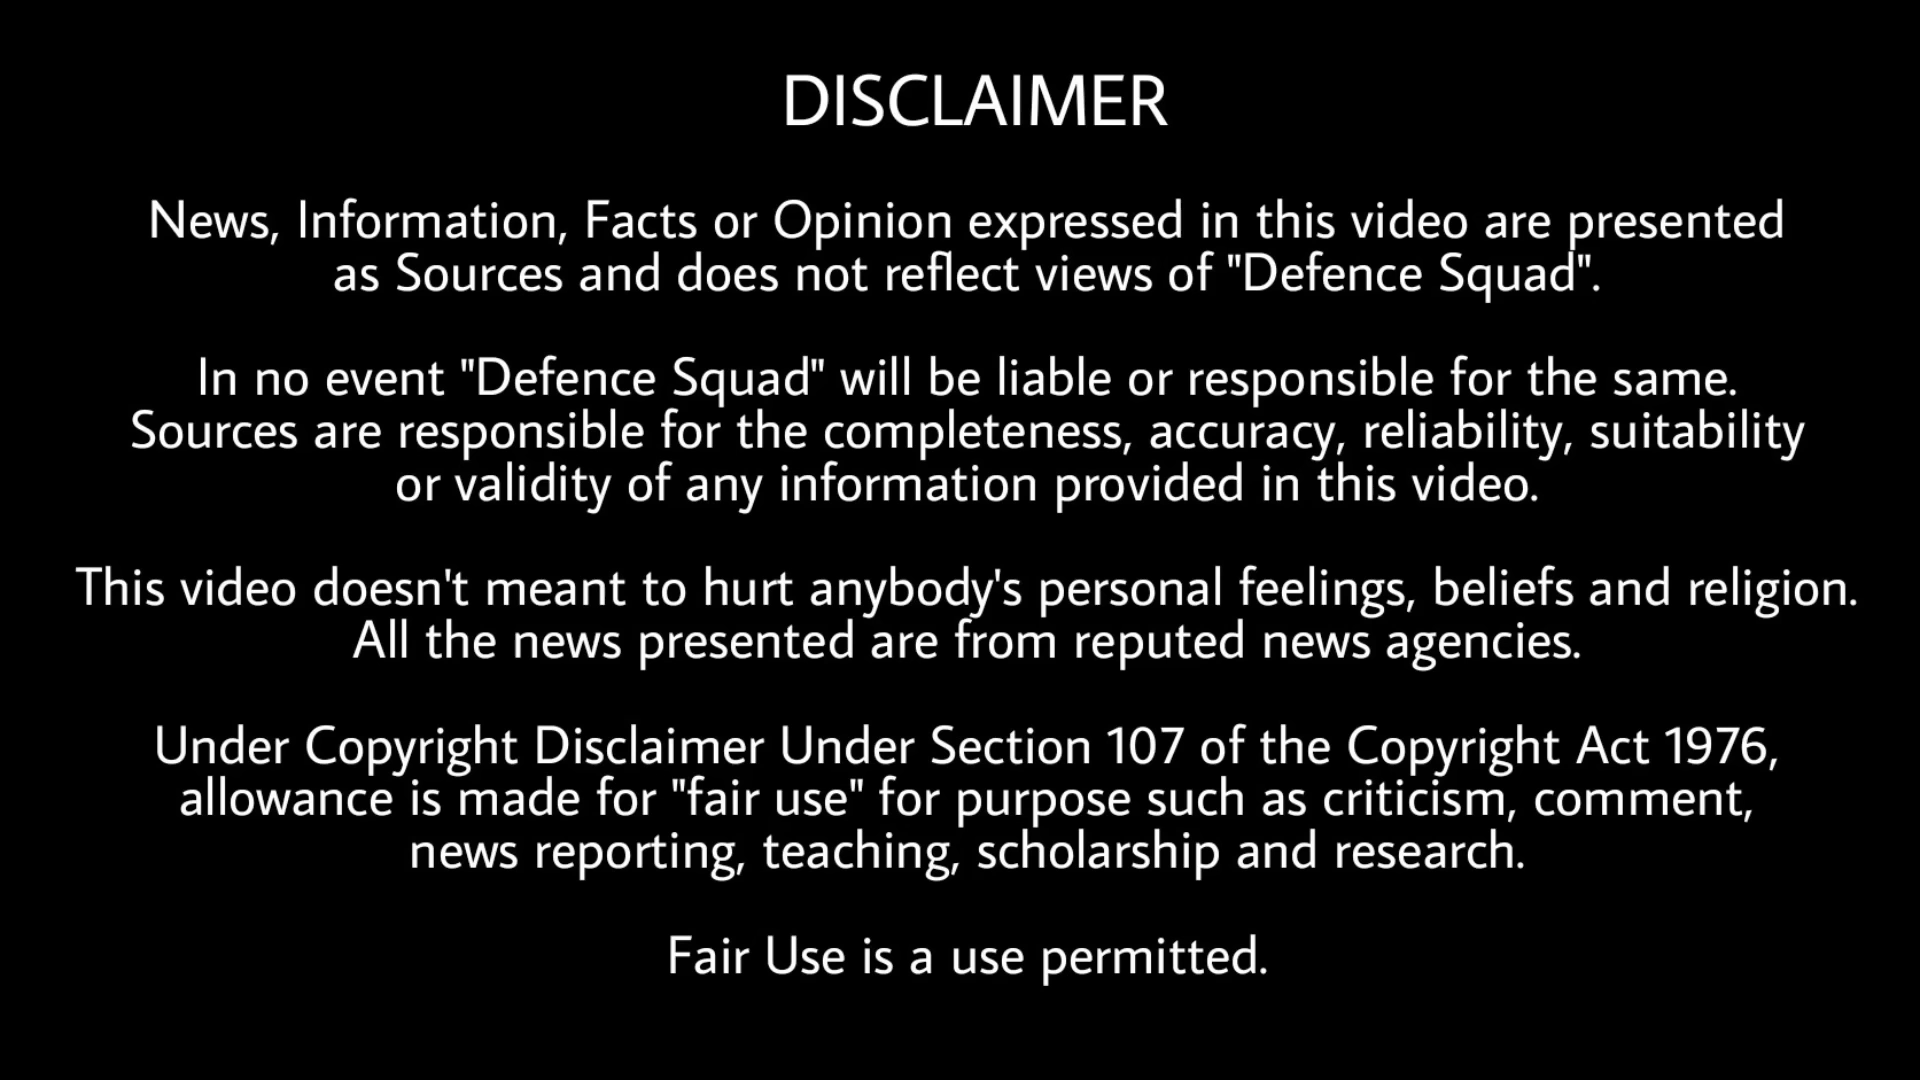 DISCLAIMER
News, Information, Facts or Opinion expressed in this video are presented
as Sources and does not reflect views of "Defence Squad".
In no event "Defence Squad" will be liable or responsible for the same.
Sources are responsible for the completeness, accuracy, reliability, suitability
or validity of any information provided in this video.
This video doesn't meant to hurt anybody's personal feelings, beliefs and religion.
All the news presented are from reputed news agencies.
Under Copyright Disclaimer Under Section 107 of the Copyright Act 1976,
allowance is made for "fair use" for purpose such as criticism, comment,
news reporting, teaching, scholarship and research.
Fair Use is a use permitted.